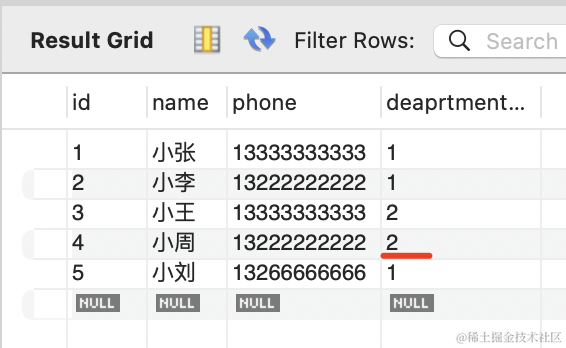 Result Grid Filter Rows: Search
id name phone deaprtment...
1 小张 13333333333 1
2 小李 13222222222 1
3 小王 13333333333 2
4 小周 13222222222 2
5 小刘 13266666666 1
NULL NULL NULL NULL
@稀土掘金技术社区